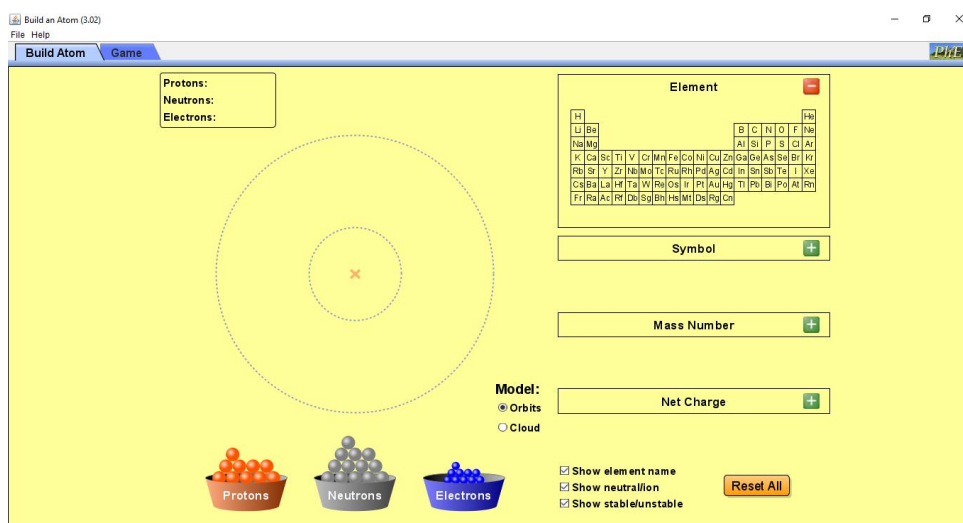 Build an Atom (3.02)
File Help
Build Atom Game
PhET
Protons:
Neutrons:
Electrons:
Element
H He
Li Be B C N O F Ne
Na Mg Al Si P S Cl Ar
K Ca Sc Ti V Cr Mn Fe Co Ni Cu Zn Ga Ge As Se Br Kr
Rb Sr Y Zr Nb Mo Tc Ru Rh Pd Ag Cd In Sn Sb Te I Xe
Cs Ba La Hf Ta W Re Os Ir Pt Au Hg Tl Pb Bi Po At Rn
Fr Ra Ac Rf Db Sg Bh Hs Mt Ds Rg Cn
Symbol
Mass Number
Net Charge
Model:
Orbits
Cloud
Protons
Neutrons
Electrons
Show element name
Show neutral/ion
Show stable/unstable
Reset All